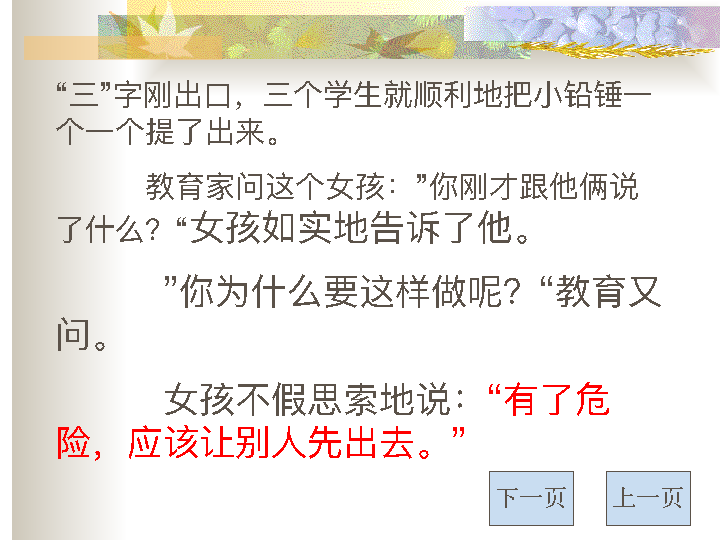 “三”字刚出口，三个学生就顺利地把小铅锤一
个一个提了出来。
教育家问这个女孩：”你刚才跟他俩说
了什么？“女孩如实地告诉了他。
”你为什么要这样做呢？“教育又
问。
女孩不假思索地说：“有了危
险，应该让别人先出去。”
下一页 上一页